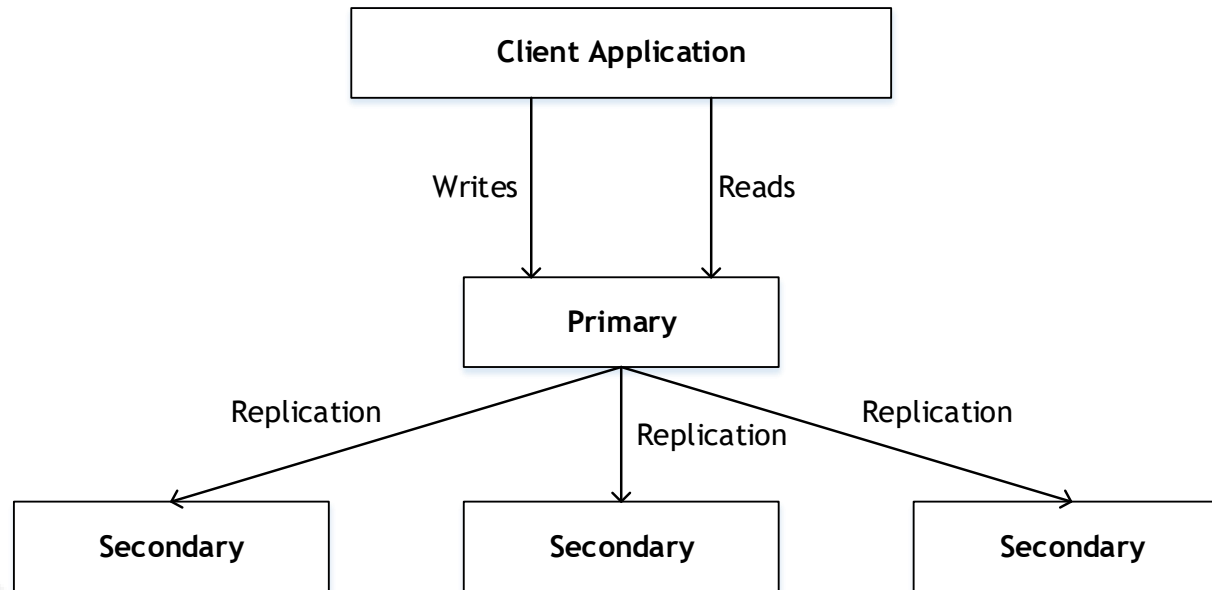 Client Application
Writes
Reads
Primary
Replication
Replication
Replication
Secondary
Secondary
Secondary